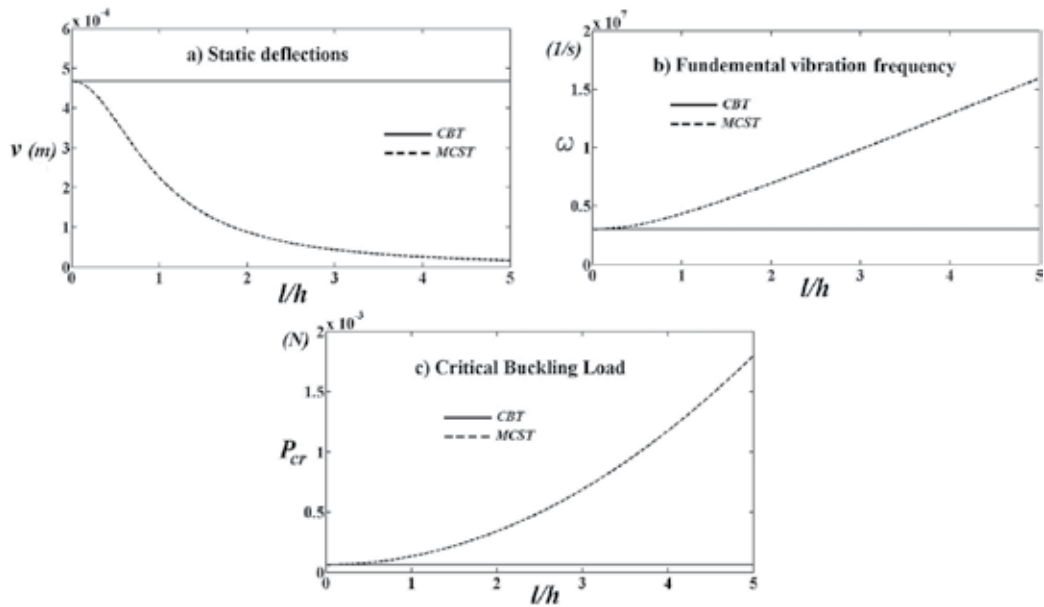 6 x 10⁻⁴
a) Static deflections
5
4
CBT
MCST
v (m)
3
2
1
0
0 1 2 3 4 5
l/h
2 x 10⁷
(1/s)
b) Fundemental vibration frequency
1.5
CBT
MCST
ω
1
0.5
0
0 1 2 3 4 5
l/h
2 x 10⁻³
(N)
c) Critical Buckling Load
1.5
CBT
MCST
Pcr
1
0.5
0
0 1 2 3 4 5
l/h